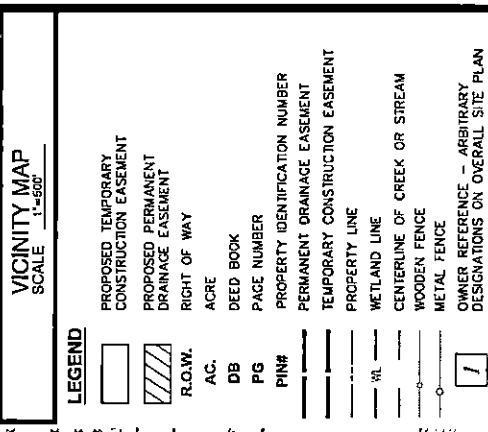 VICINITY MAP
SCALE 1"=500'
LEGEND
PROPOSED TEMPORARY
CONSTRUCTION EASEMENT
PROPOSED PERMANENT
DRAINAGE EASEMENT
R.O.W. RIGHT OF WAY
AC. ACRE
DB DEED BOOK
PG PAGE NUMBER
PIN# PROPERTY IDENTIFICATION NUMBER
PERMANENT DRAINAGE EASEMENT
TEMPORARY CONSTRUCTION EASEMENT
PROPERTY LINE
WL WETLAND LINE
CENTERLINE OF CREEK OR STREAM
WOODEN FENCE
METAL FENCE
1 OWNER REFERENCE - ARBITRARY
DESIGNATIONS ON OVERALL SITE PLAN